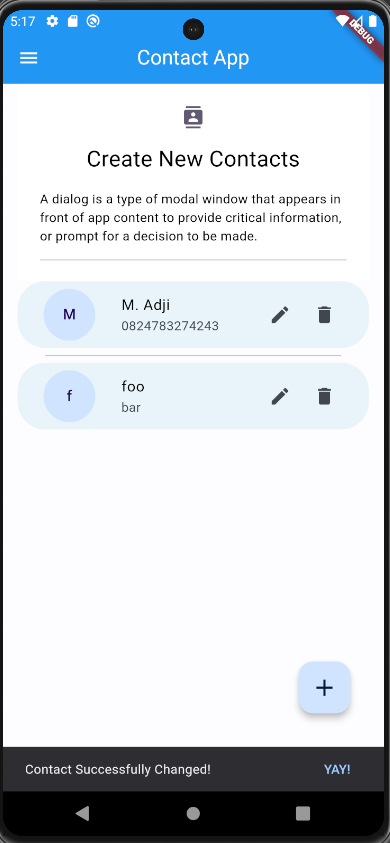 5:17
DEBUG
Contact App
Create New Contacts
A dialog is a type of modal window that appears in
front of app content to provide critical information,
or prompt for a decision to be made.
M
M. Adji
0824783274243
f
foo
bar
Contact Successfully Changed!
YAY!